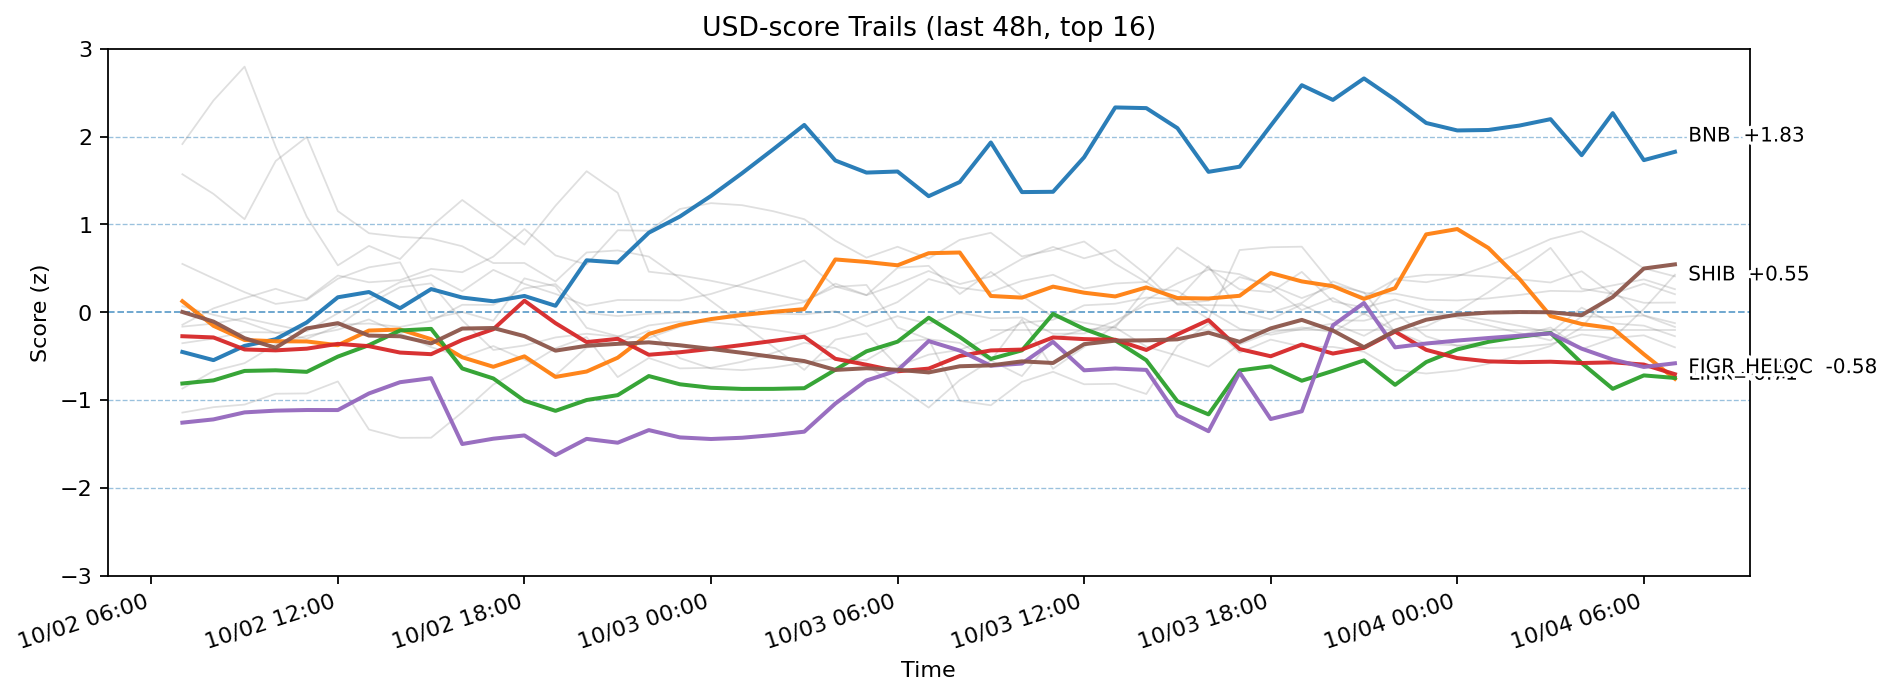 USD-score Trails (last 48h, top 16)
Score (z)
3
2
1
0
−1
−2
−3
BNB +1.83
SHIB +0.55
FIGR_HELOC -0.58
10/02 06:00
10/02 12:00
10/02 18:00
10/03 00:00
10/03 06:00
10/03 12:00
10/03 18:00
10/04 00:00
10/04 06:00
Time